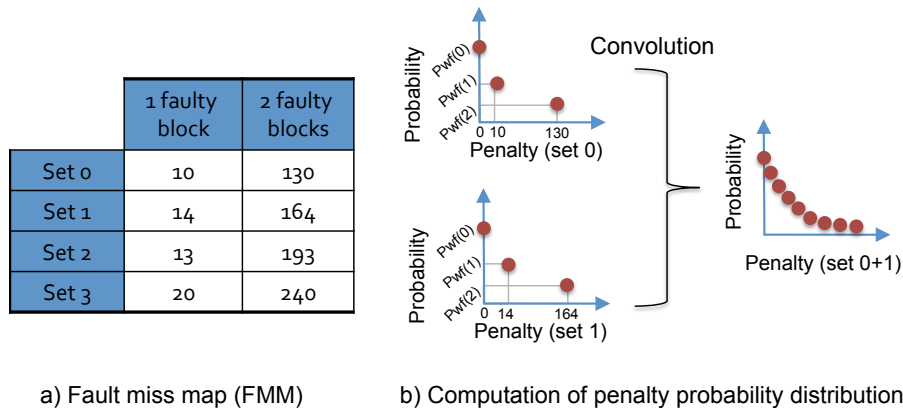 1 faulty block
2 faulty blocks
Set 0 10 130
Set 1 14 164
Set 2 13 193
Set 3 20 240
a) Fault miss map (FMM)
Probability
Pwf(0)
Pwf(1)
Pwf(2)
0 10 130
Penalty (set 0)
Probability
Pwf(0)
Pwf(1)
Pwf(2)
0 14 164
Penalty (set 1)
Convolution
Probability
Penalty (set 0+1)
b) Computation of penalty probability distribution